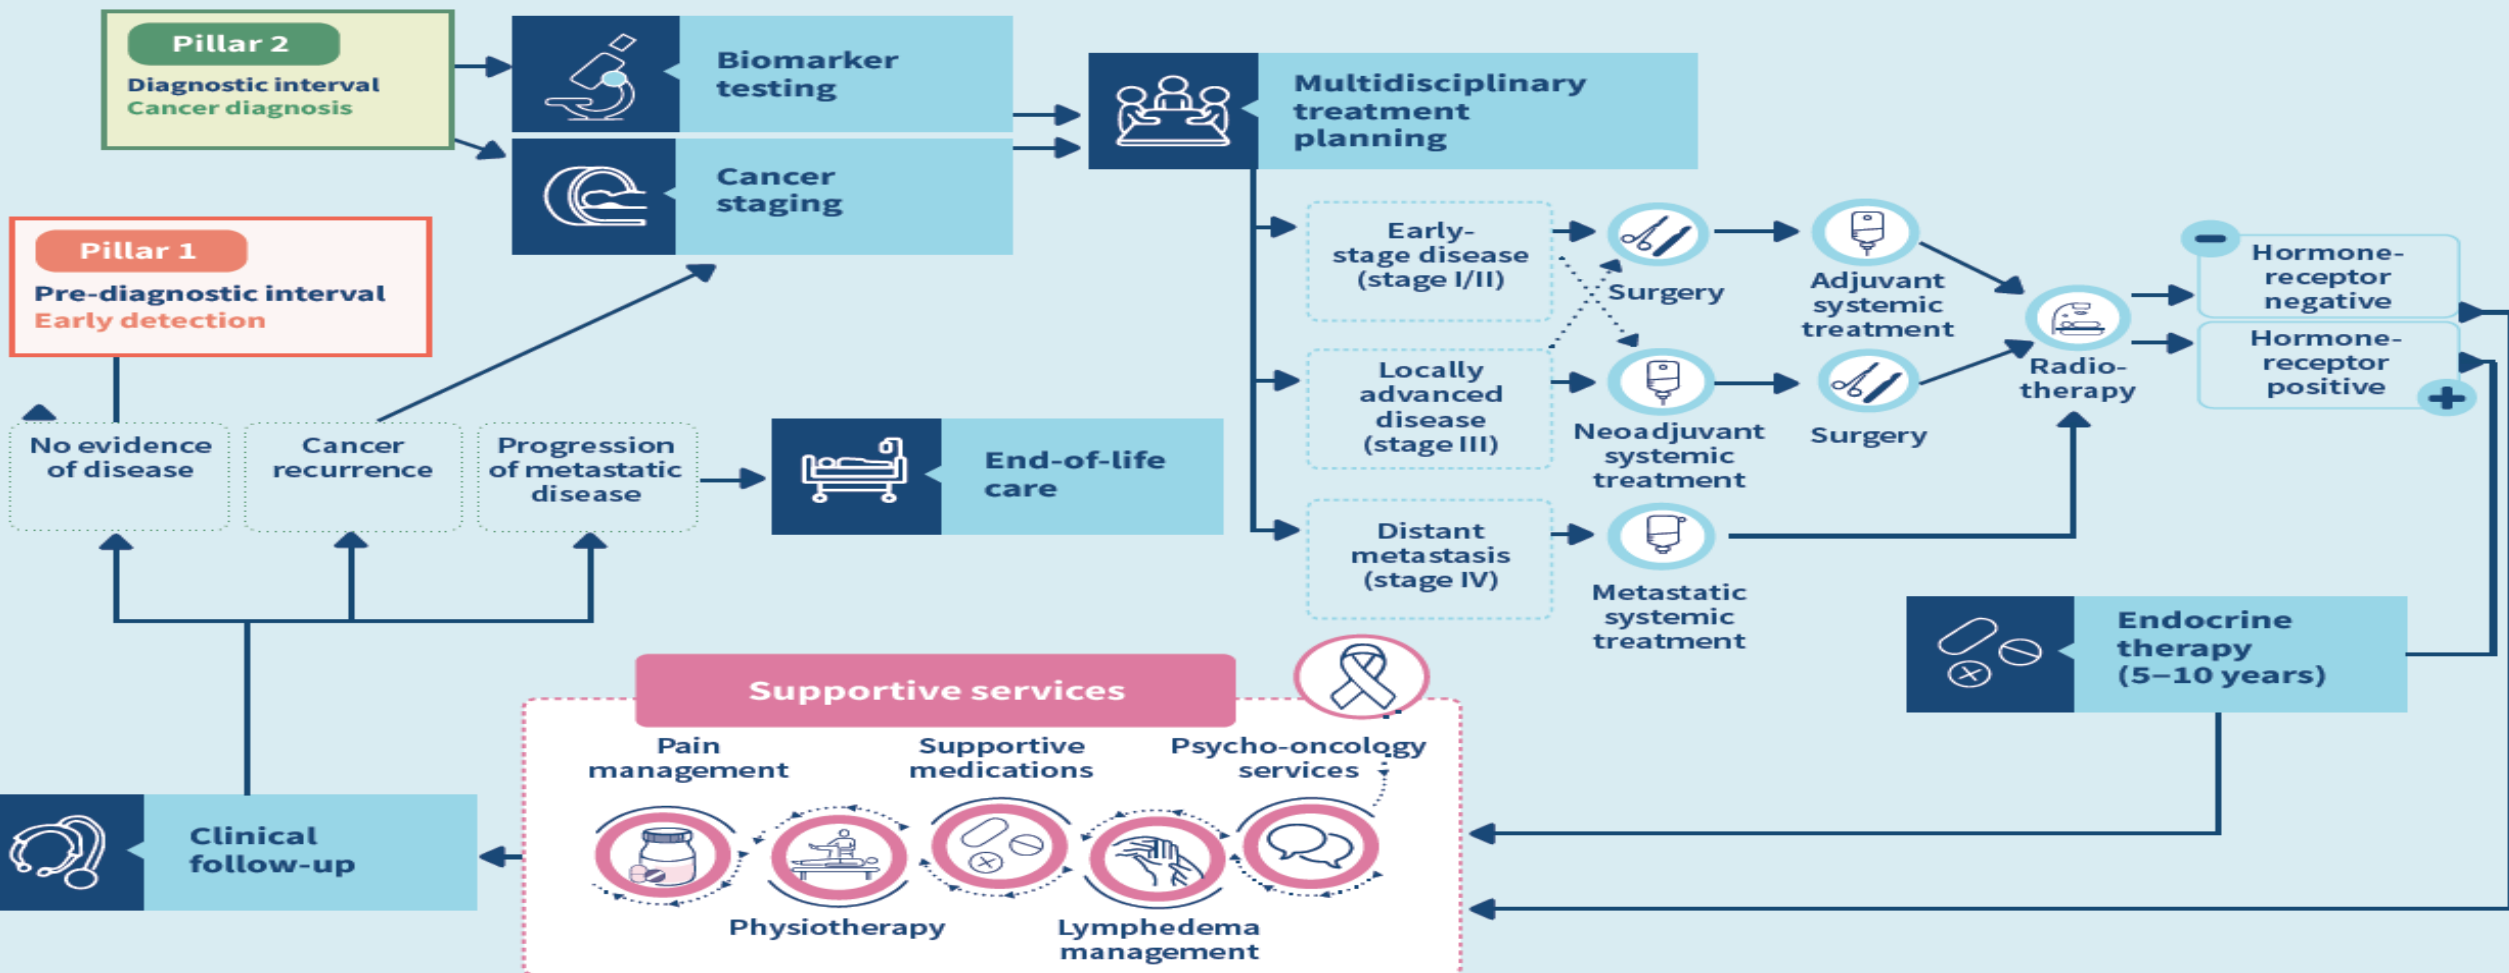 Pillar 2
Diagnostic interval
Cancer diagnosis
Biomarker
testing
Cancer
staging
Multidisciplinary
treatment
planning
Pillar 1
Pre-diagnostic interval
Early detection
Early-
stage disease
(stage I/II)
Surgery
Adjuvant
systemic
treatment
Hormone-
receptor
negative
Hormone-
receptor
positive
Radio-
therapy
Locally
advanced
disease
(stage III)
Neoadjuvant
systemic
treatment
Surgery
No evidence
of disease
Cancer
recurrence
Progression
of metastatic
disease
End-of-life
care
Distant
metastasis
(stage IV)
Metastatic
systemic
treatment
Endocrine
therapy
(5–10 years)
Supportive services
Pain
management
Supportive
medications
Psycho-oncology
services
Physiotherapy
Lymphedema
management
Clinical
follow-up